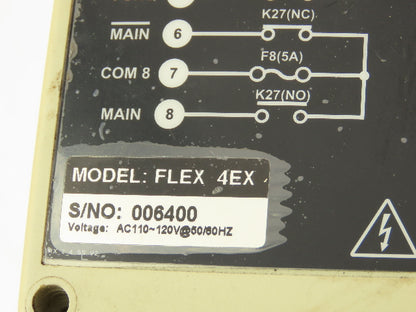 K27(NC)
MAIN 6
F8(5A)
COM 8 7
K27(NO)
MAIN 8
MODEL: FLEX 4EX
S/NO: 006400
Voltage: AC110~120V@50/60HZ